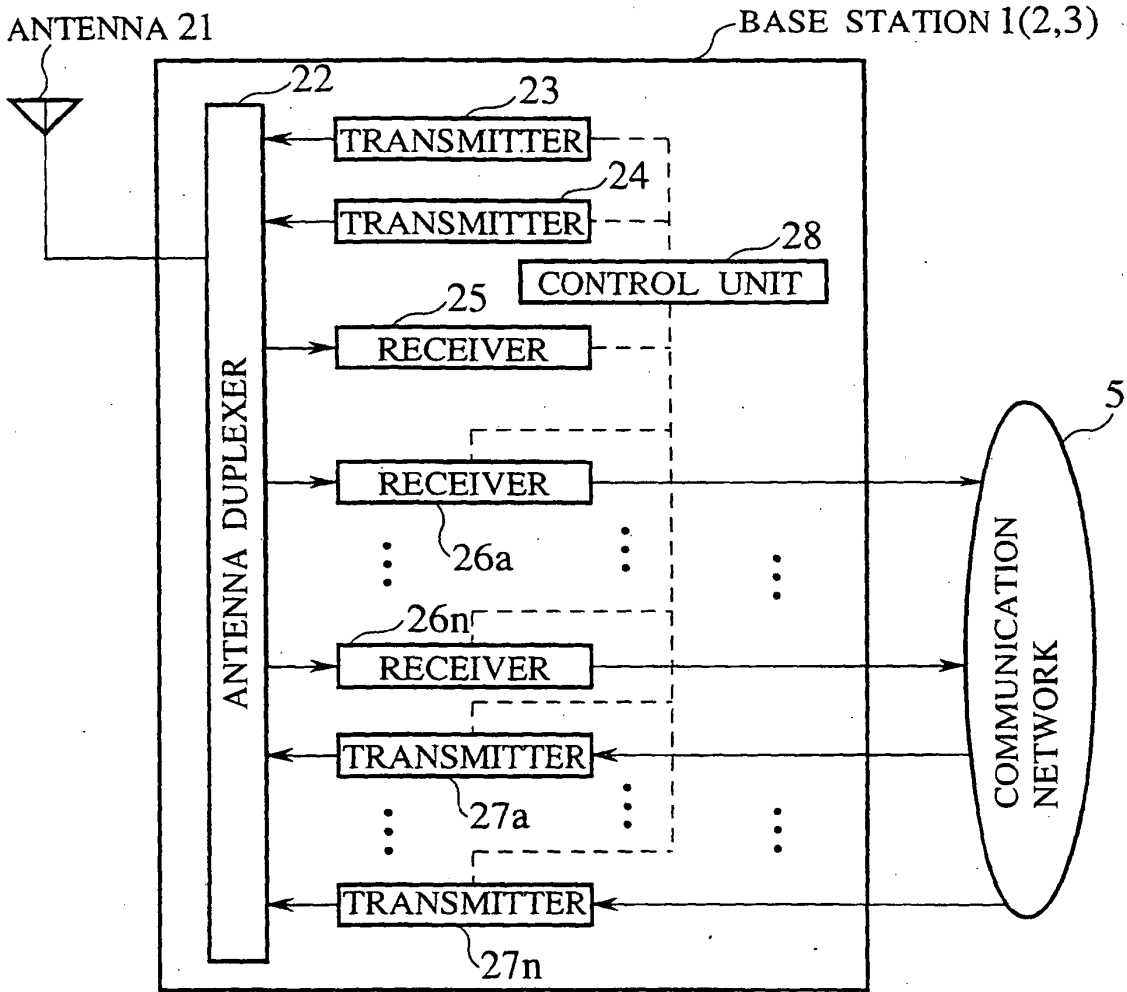 BASE STATION 1(2,3)
ANTENNA 21
22
23
TRANSMITTER
24
TRANSMITTER
28
CONTROL UNIT
25
RECEIVER
5
RECEIVER
26a
26n
RECEIVER
ANTENNA DUPLEXER
COMMUNICATION
NETWORK
TRANSMITTER
27a
TRANSMITTER
27n